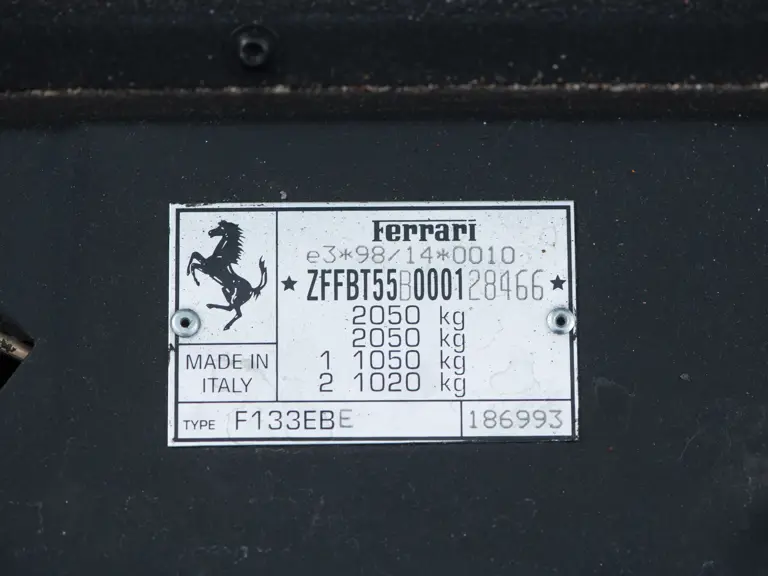 Ferrari
e3*98/14*0010
★ ZFFBT55B000128466 ★
2050 kg
2050 kg
1 1050 kg
2 1020 kg
MADE IN
ITALY
TYPE F133EBE
186993